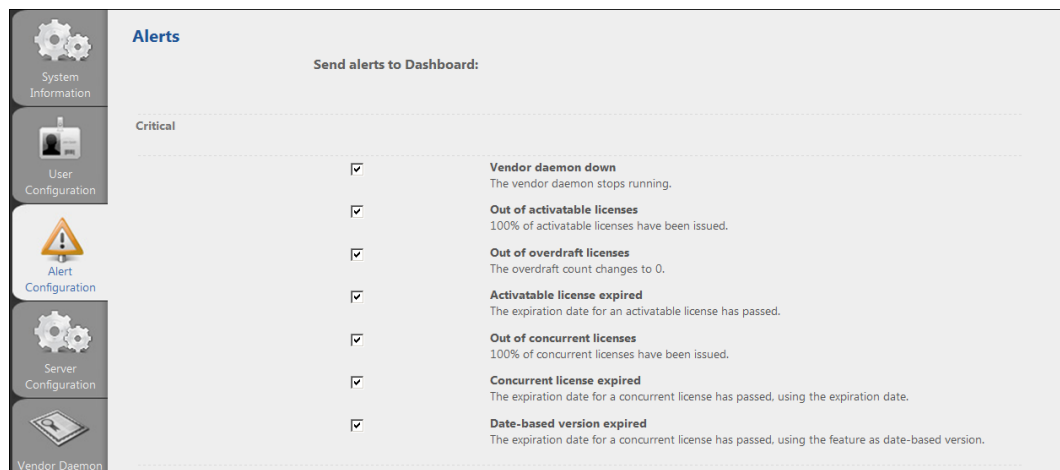 System
Information
User
Configuration
Alert
Configuration
Server
Configuration
Vendor Daemon
Alerts
Send alerts to Dashboard:
Critical
Vendor daemon down
The vendor daemon stops running.
Out of activatable licenses
100% of activatable licenses have been issued.
Out of overdraft licenses
The overdraft count changes to 0.
Activatable license expired
The expiration date for an activatable license has passed.
Out of concurrent licenses
100% of concurrent licenses have been issued.
Concurrent license expired
The expiration date for a concurrent license has passed, using the expiration date.
Date-based version expired
The expiration date for a concurrent license has passed, using the feature as date-based version.